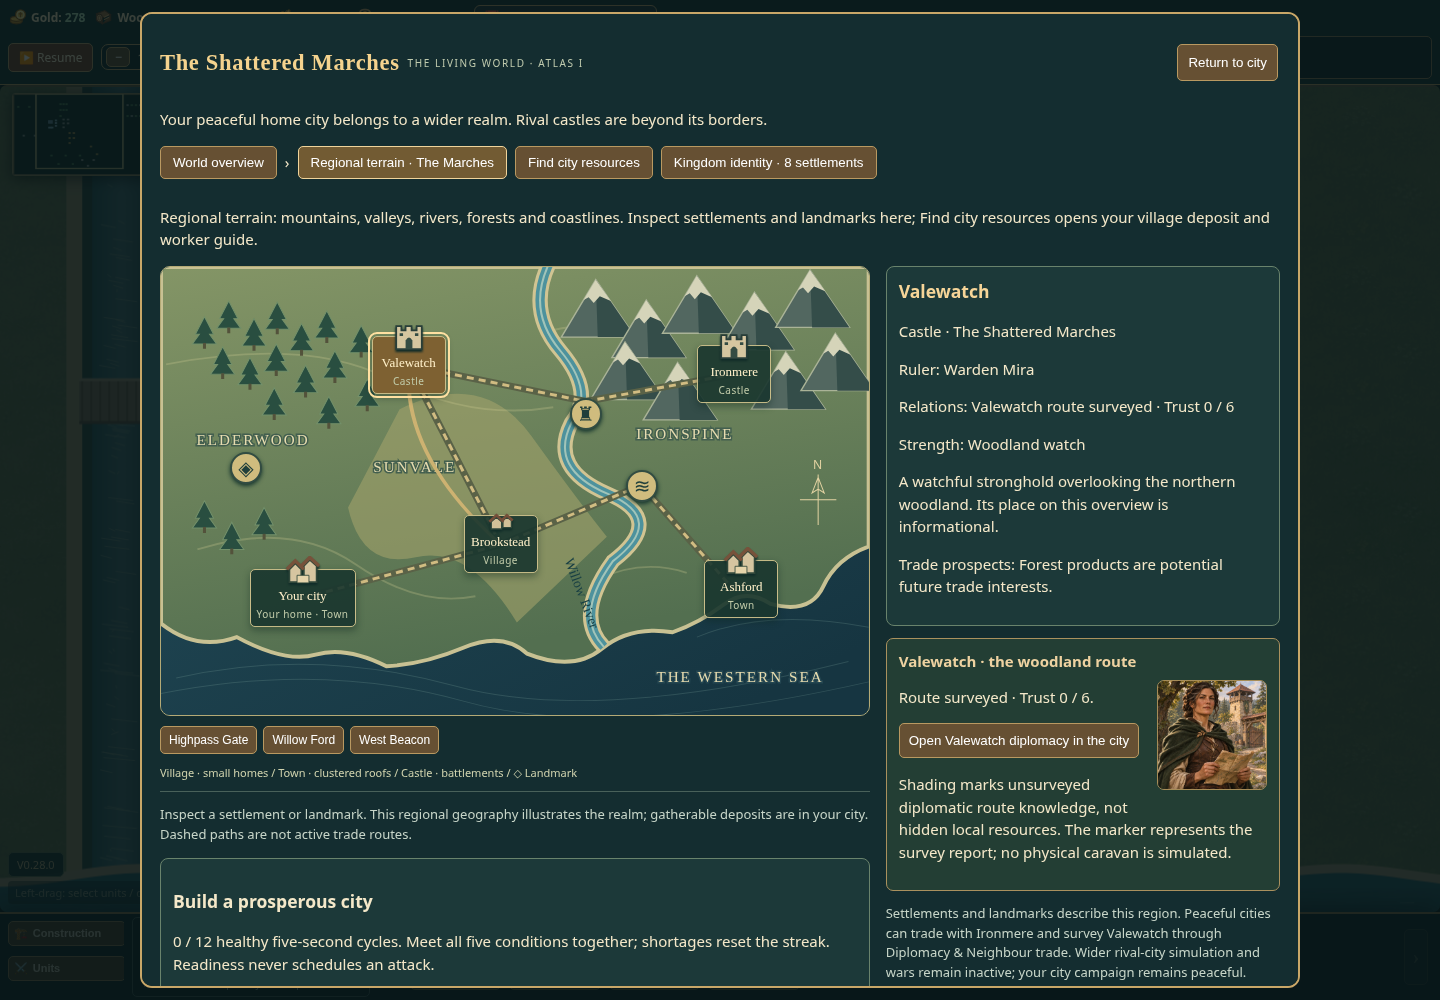 Gold: 278
Resume
The Shattered Marches THE LIVING WORLD · ATLAS I
Return to city
Your peaceful home city belongs to a wider realm. Rival castles are beyond its borders.
World overview › Regional terrain · The Marches Find city resources Kingdom identity · 8 settlements
Regional terrain: mountains, valleys, rivers, forests and coastlines. Inspect settlements and landmarks here; Find city resources opens your village deposit and
worker guide.
Valewatch
Castle
Ironmere
Castle
ELDERWOOD
IRONSPINE
SUNVALE
N
Brookstead
Village
Willow River
Your city
Your home · Town
Ashford
Town
THE WESTERN SEA
Highpass Gate Willow Ford West Beacon
Village · small homes / Town · clustered roofs / Castle · battlements / ◇ Landmark
Inspect a settlement or landmark. This regional geography illustrates the realm; gatherable deposits are in your city.
Dashed paths are not active trade routes.
Build a prosperous city
0 / 12 healthy five-second cycles. Meet all five conditions together; shortages reset the streak.
Readiness never schedules an attack.
Valewatch
Castle · The Shattered Marches
Ruler: Warden Mira
Relations: Valewatch route surveyed · Trust 0 / 6
Strength: Woodland watch
A watchful stronghold overlooking the northern
woodland. Its place on this overview is
informational.
Trade prospects: Forest products are potential
future trade interests.
Valewatch · the woodland route
Route surveyed · Trust 0 / 6.
Open Valewatch diplomacy in the city
Shading marks unsurveyed
diplomatic route knowledge, not
hidden local resources. The marker represents the
survey report; no physical caravan is simulated.
Settlements and landmarks describe this region. Peaceful cities
can trade with Ironmere and survey Valewatch through
Diplomacy & Neighbour trade. Wider rival-city simulation and
wars remain inactive; your city campaign remains peaceful.
V0.28.0
Left-drag: select units /
Construction
Units